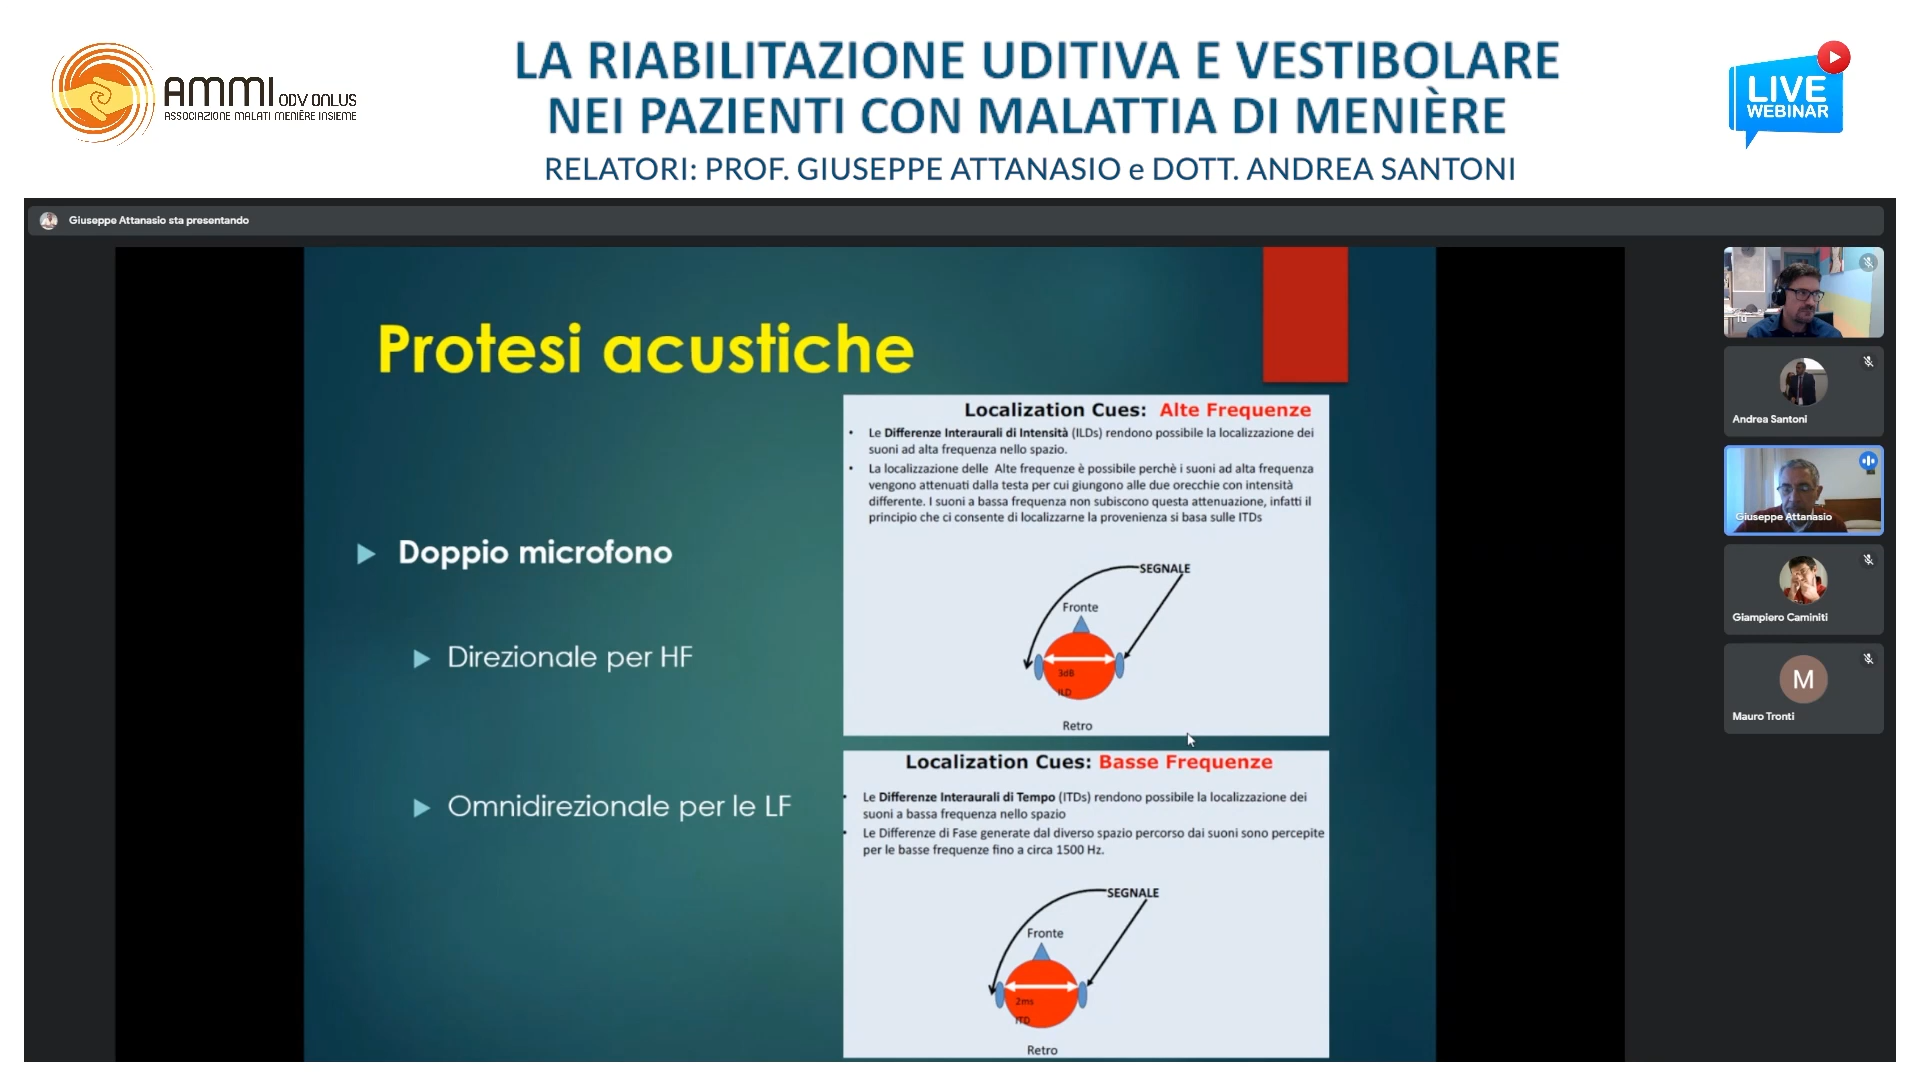 AMMI ODV ONLUS
ASSOCIAZIONE MALATI MENIÈRE INSIEME
LA RIABILITAZIONE UDITIVA E VESTIBOLARE
NEI PAZIENTI CON MALATTIA DI MENIÈRE
RELATORI: PROF. GIUSEPPE ATTANASIO e DOTT. ANDREA SANTONI
LIVE
WEBINAR
Giuseppe Attanasio sta presentando
Protesi acustiche
Doppio microfono
Direzionale per HF
Omnidirezionale per le LF
Localization Cues: Alte Frequenze
• Le Differenze Interaurali di Intensità (ILDs) rendono possibile la localizzazione dei
suoni ad alta frequenza nello spazio.
• La localizzazione delle Alte frequenze è possibile perchè i suoni ad alta frequenza
vengono attenuati dalla testa per cui giungono alle due orecchie con intensità
differente. I suoni a bassa frequenza non subiscono questa attenuazione, infatti il
principio che ci consente di localizzarne la provenienza si basa sulle ITDs
SEGNALE
Fronte
3dB
ILD
Retro
Localization Cues: Basse Frequenze
• Le Differenze Interaurali di Tempo (ITDs) rendono possibile la localizzazione dei
suoni a bassa frequenza nello spazio
• Le Differenze di Fase generate dal diverso spazio percorso dai suoni sono percepite
per le basse frequenze fino a circa 1500 Hz.
SEGNALE
Fronte
2ms
ITD
Retro
Andrea Santoni
Giuseppe Attanasio
Giampiero Caminiti
M
Mauro Tronti